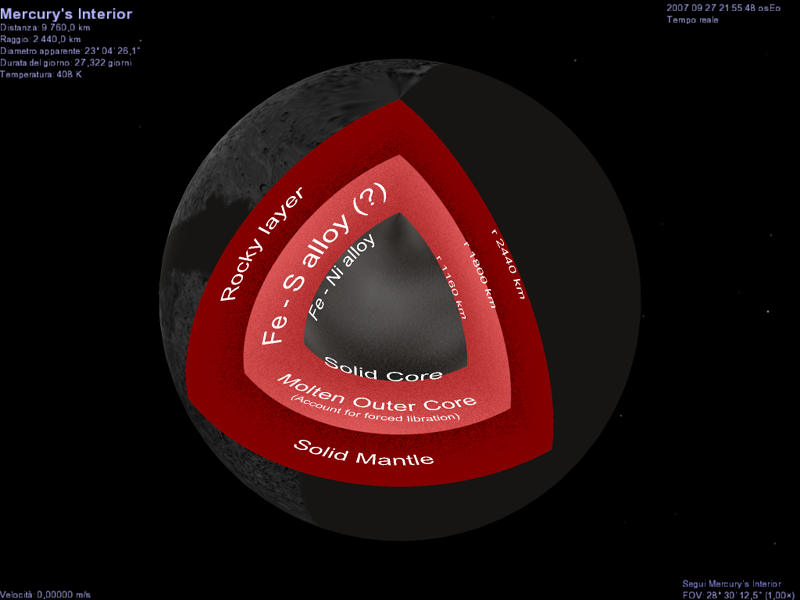 Mercury's Interior
Distanza: 9 760,0 km
Raggio: 2 440,0 km
Diametro apparente: 23° 04' 26,1"
Durata del giorno: 27,322 giorni
Temperatura: 408 K
2007 09 27 21:55:48 osEo
Tempo reale
Rocky layer
Fe - S alloy (?)
Fe - Ni alloy
r 1160 km
r 1800 km
r 2440 km
Solid Core
Molten Outer Core
(Account for forced libration)
Solid Mantle
Velocità: 0,00000 m/s
Segui Mercury's Interior
FOV: 28° 30' 12,5" (1,00×)